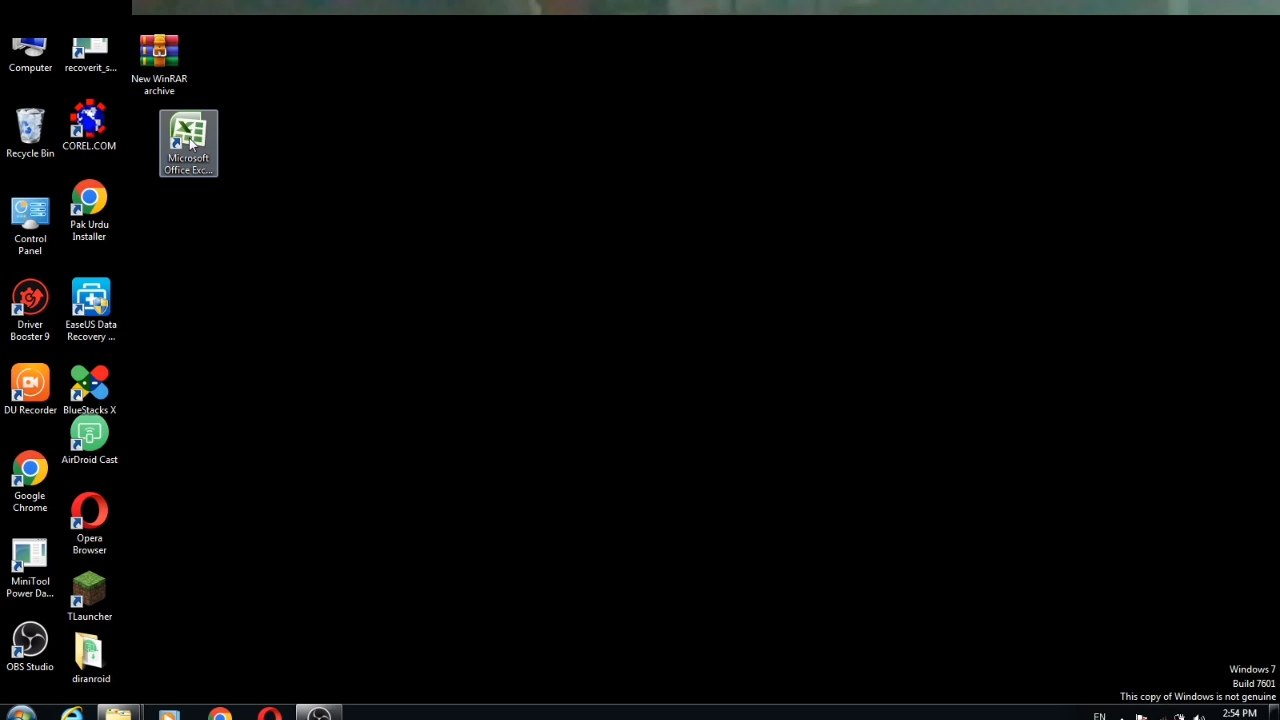 Computer
recoverit_s...
New WinRAR
archive
Recycle Bin
COREL.COM
Microsoft
Office Exc...
Control
Panel
Pak Urdu
Installer
Driver
Booster 9
EaseUS Data
Recovery ...
DU Recorder
BlueStacks X
AirDroid Cast
Google
Chrome
Opera
Browser
MiniTool
Power Da...
TLauncher
OBS Studio
diranroid
Windows 7
Build 7601
This copy of Windows is not genuine
EN
2:54 PM